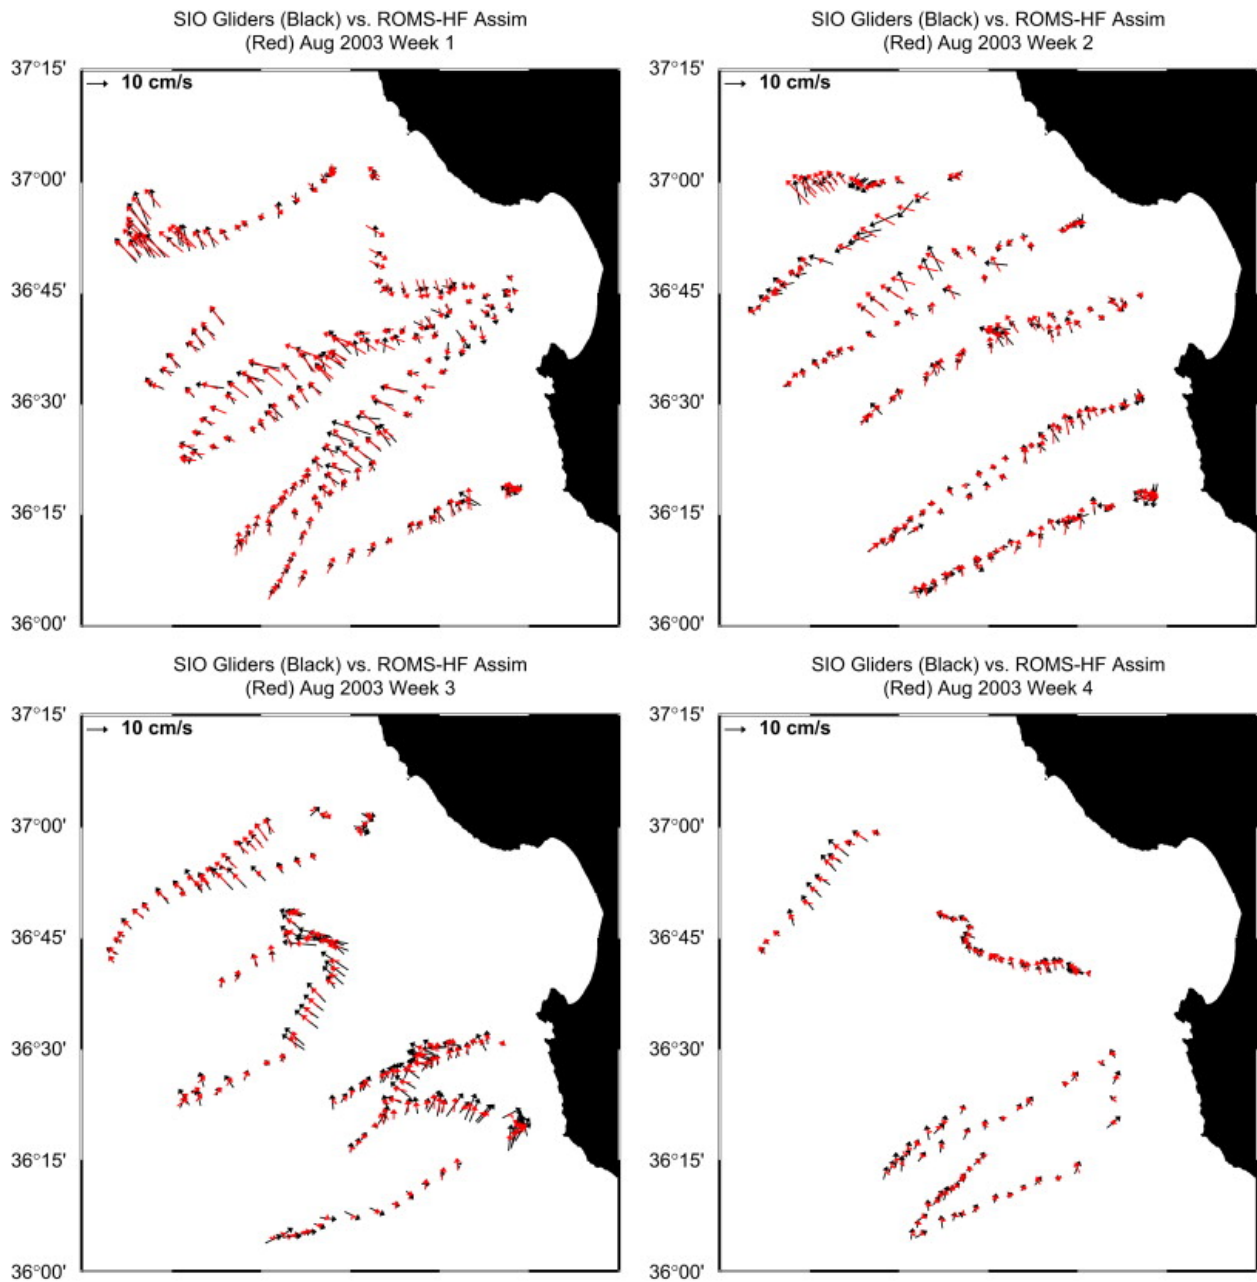 SIO Gliders (Black) vs. ROMS-HF Assim
(Red) Aug 2003 Week 1
37°15'
10 cm/s
37°00'
36°45'
36°30'
36°15'
36°00'
SIO Gliders (Black) vs. ROMS-HF Assim
(Red) Aug 2003 Week 2
37°15'
10 cm/s
37°00'
36°45'
36°30'
36°15'
36°00'
SIO Gliders (Black) vs. ROMS-HF Assim
(Red) Aug 2003 Week 3
37°15'
10 cm/s
37°00'
36°45'
36°30'
36°15'
36°00'
SIO Gliders (Black) vs. ROMS-HF Assim
(Red) Aug 2003 Week 4
37°15'
10 cm/s
37°00'
36°45'
36°30'
36°15'
36°00'